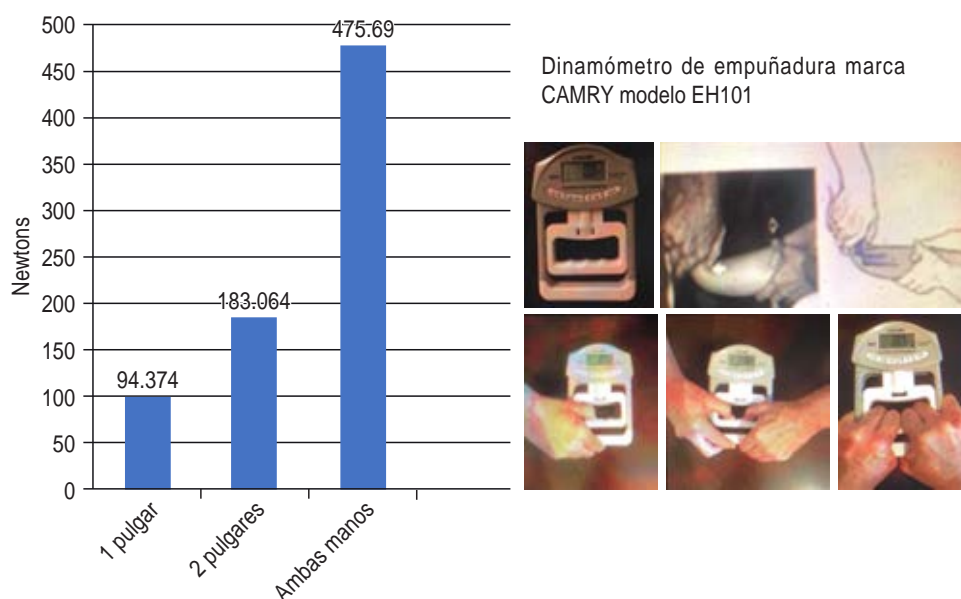 500
450
400
350
300
250
200
150
100
50
0
Newtons
94.374
183.064
475.69
1 pulgar
2 pulgares
Ambas manos
Dinamómetro de empuñadura marca
CAMRY modelo EH101